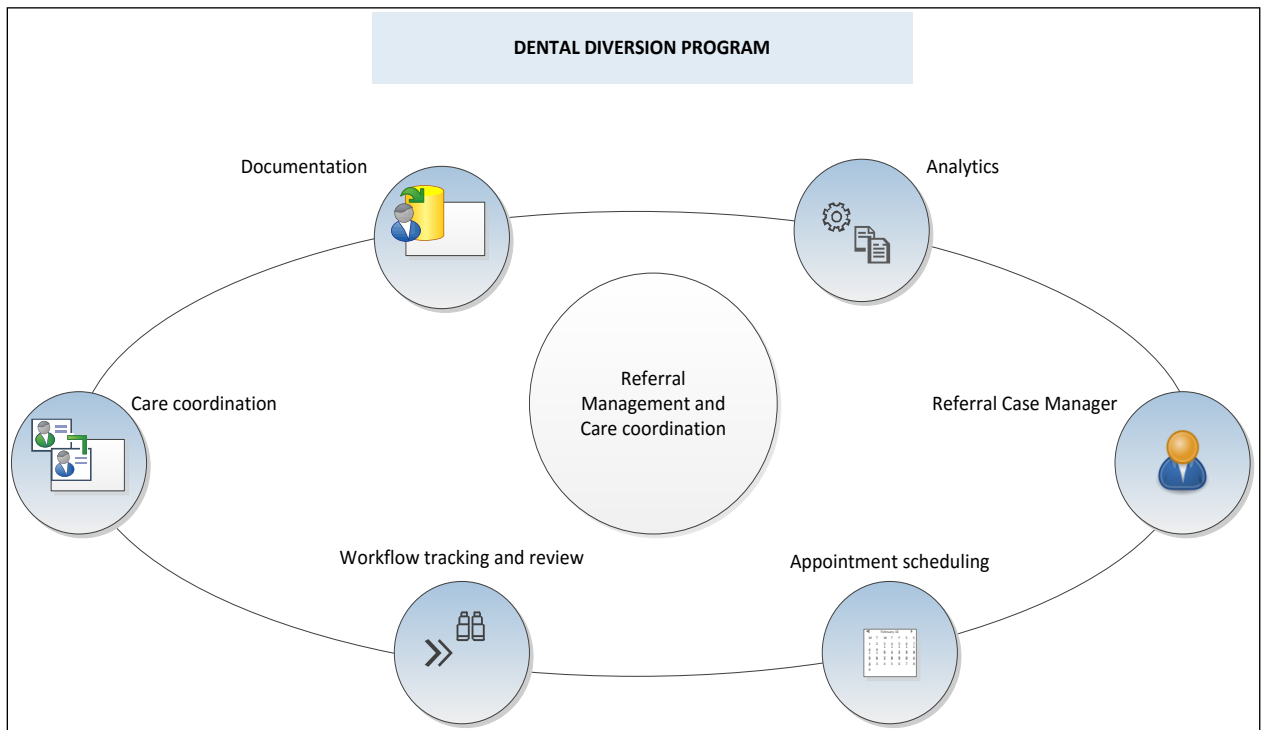 DENTAL DIVERSION PROGRAM
Documentation
Analytics
Care coordination
Referral
Management and
Care coordination
Referral Case Manager
Workflow tracking and review
Appointment scheduling